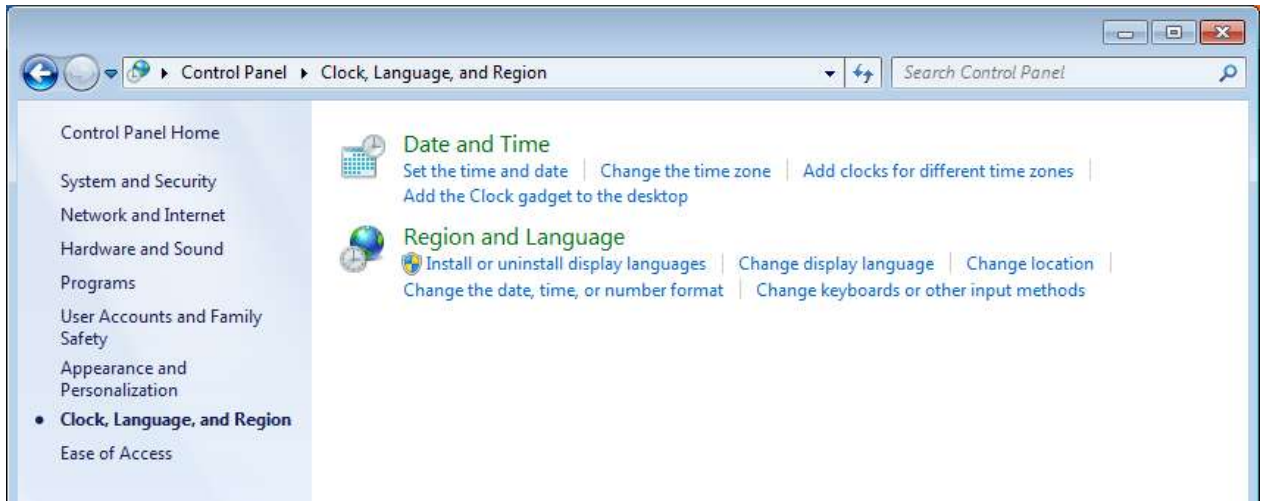 Control Panel Clock, Language, and Region Search Control Panel
Control Panel Home
System and Security
Network and Internet
Hardware and Sound
Programs
User Accounts and Family
Safety
Appearance and
Personalization
Clock, Language, and Region
Ease of Access
Date and Time
Set the time and date Change the time zone Add clocks for different time zones
Add the Clock gadget to the desktop
Region and Language
Install or uninstall display languages Change display language Change location
Change the date, time, or number format Change keyboards or other input methods